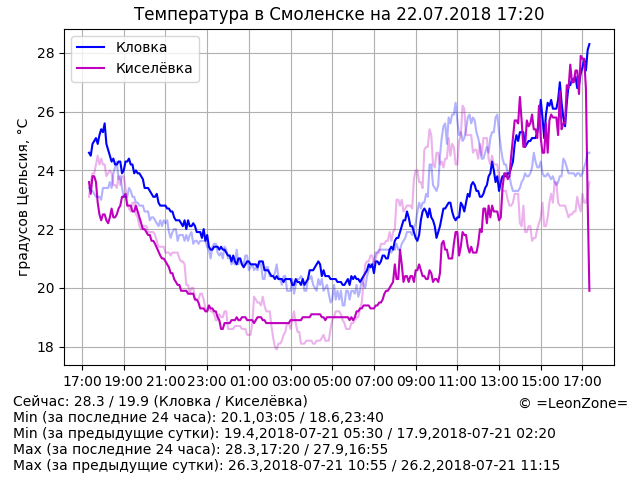 Температура в Смоленске на 22.07.2018 17:20
Кловка
Киселёвка
градусов Цельсия, °C
28
26
24
22
20
18
17:00 19:00 21:00 23:00 01:00 03:00 05:00 07:00 09:00 11:00 13:00 15:00 17:00
Сейчас: 28.3 / 19.9 (Кловка / Киселёвка)
© =LeonZone=
Min (за последние 24 часа): 20.1,03:05 / 18.6,23:40
Min (за предыдущие сутки): 19.4,2018-07-21 05:30 / 17.9,2018-07-21 02:20
Max (за последние 24 часа): 28.3,17:20 / 27.9,16:55
Max (за предыдущие сутки): 26.3,2018-07-21 10:55 / 26.2,2018-07-21 11:15